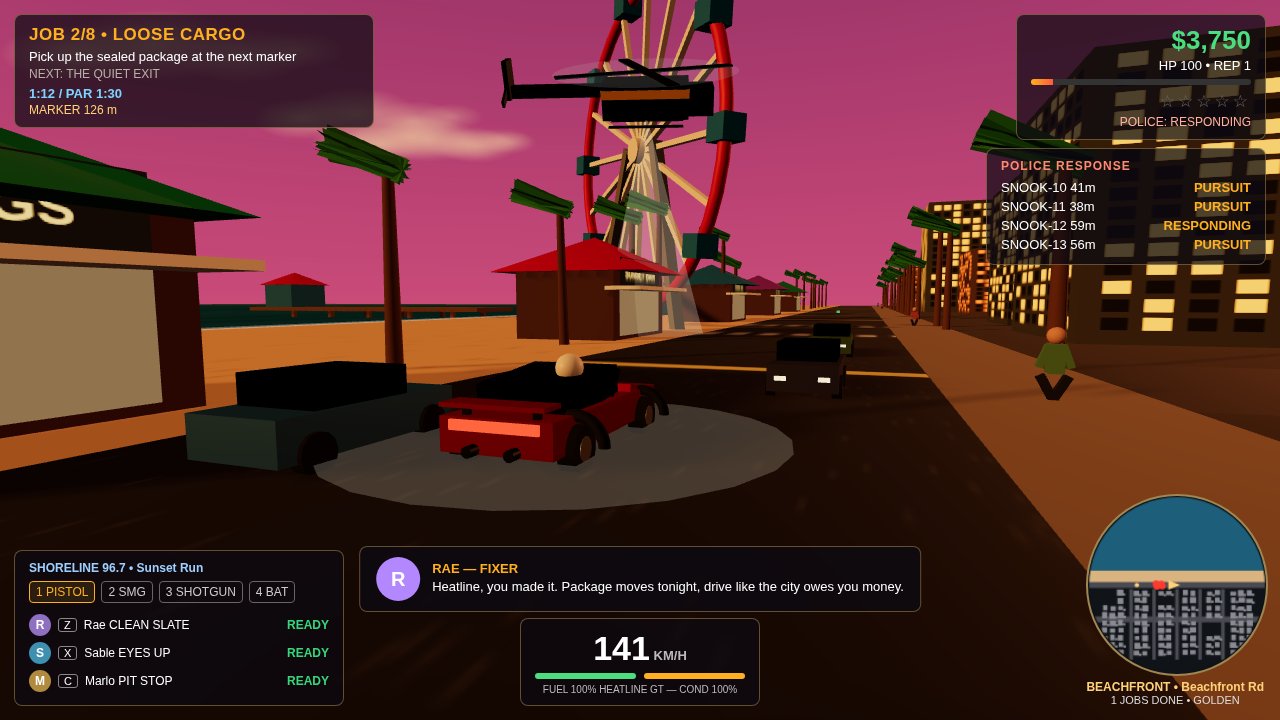 JOB 2/8 • LOOSE CARGO
Pick up the sealed package at the next marker
NEXT: THE QUIET EXIT
1:12 / PAR 1:30
MARKER 126 m
$3,750
HP 100 • REP 1
☆ ☆ ☆ ☆ ☆
POLICE: RESPONDING
POLICE RESPONSE
SNOOK-10 41m PURSUIT
SNOOK-11 38m PURSUIT
SNOOK-12 59m RESPONDING
SNOOK-13 56m PURSUIT
GS
SHORELINE 96.7 • Sunset Run
1 PISTOL 2 SMG 3 SHOTGUN 4 BAT
R Z Rae CLEAN SLATE READY
S X Sable EYES UP READY
M C Marlo PIT STOP READY
R
RAE — FIXER
Heatline, you made it. Package moves tonight, drive like the city owes you money.
141 KM/H
FUEL 100% HEATLINE GT — COND 100%
BEACHFRONT • Beachfront Rd
1 JOBS DONE • GOLDEN